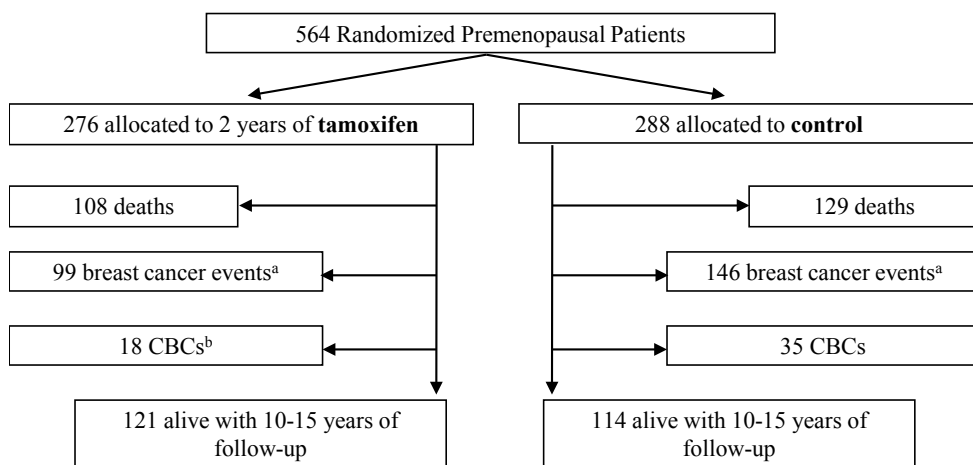 564 Randomized Premenopausal Patients
276 allocated to 2 years of tamoxifen
288 allocated to control
108 deaths
129 deaths
99 breast cancer eventsᵃ
146 breast cancer eventsᵃ
18 CBCsᵇ
35 CBCs
121 alive with 10-15 years of
follow-up
114 alive with 10-15 years of
follow-up